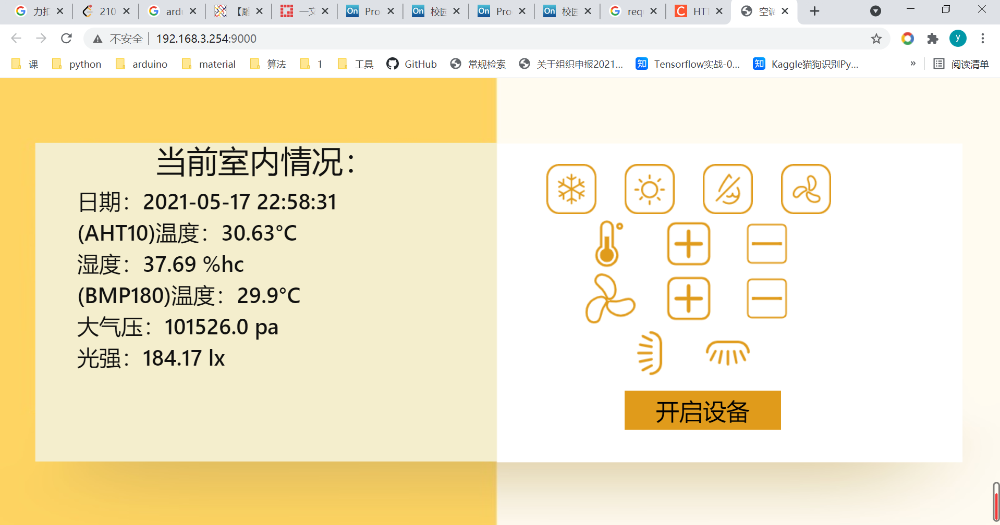 力扣
210
ardu
【雕
一文
Pro
校园
Pro
校园
req
HTT
空调
不安全
192.168.3.254:9000
y
课
python
arduino
material
算法
1
工具
GitHub
常规检索
关于组织申报2021...
Tensorflow实战-0...
Kaggle猫狗识别Py...
»
阅读清单
当前室内情况：
日期：2021-05-17 22:58:31
(AHT10)温度：30.63°C
湿度：37.69 %hc
(BMP180)温度：29.9°C
大气压：101526.0 pa
光强：184.17 lx
开启设备